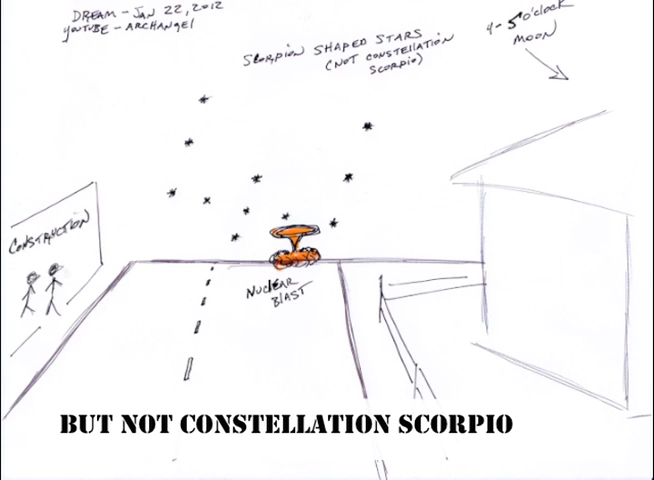 DREAM - JAN 22, 2012
YOUTUBE - ARCHANGEL
SCORPION SHAPED STARS
(NOT CONSTELLATION
SCORPIO)
4-5 O'CLOCK
MOON
CONSTRUCTION
NUCLEAR
BLAST
BUT NOT CONSTELLATION SCORPIO